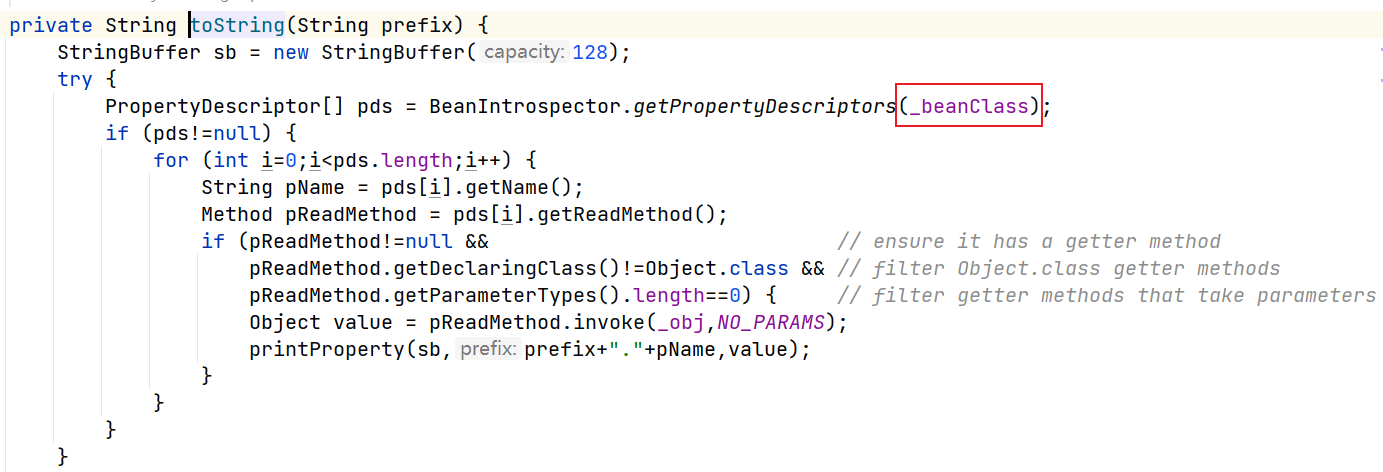 private String toString(String prefix) {
StringBuffer sb = new StringBuffer( capacity: 128);
try {
PropertyDescriptor[] pds = BeanIntrospector.getPropertyDescriptors(_beanClass);
if (pds!=null) {
for (int i=0;i<pds.length;i++) {
String pName = pds[i].getName();
Method pReadMethod = pds[i].getReadMethod();
if (pReadMethod!=null && // ensure it has a getter method
pReadMethod.getDeclaringClass()!=Object.class && // filter Object.class getter methods
pReadMethod.getParameterTypes().length==0) { // filter getter methods that take parameters
Object value = pReadMethod.invoke(_obj,NO_PARAMS);
printProperty(sb, prefix: prefix+"."+pName,value);
}
}
}
}